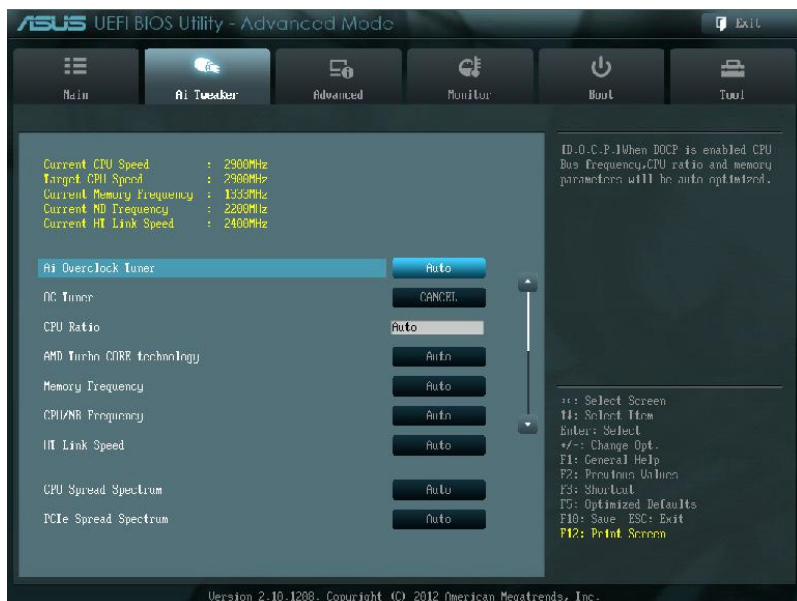 ASUS UEFI BIOS Utility - Advanced Mode
Exit
Main
Ai Tweaker
Advanced
Monitor
Boot
Tool
Current CPU Speed : 2900MHz
Target CPU Speed : 2900MHz
Current Memory Frequency : 1333MHz
Current NB Frequency : 2200MHz
Current HT Link Speed : 2400MHz
Ai Overclock Tuner Auto
OC Tuner CANCEL
CPU Ratio Auto
AMD Turbo CORE technology Auto
Memory Frequency Auto
CPU/NB Frequency Auto
HT Link Speed Auto
CPU Spread Spectrum Auto
PCIe Spread Spectrum Auto
[D.O.C.P.]When DOCP is enabled CPU
Bus frequency,CPU ratio and memory
parameters will be auto optimized.
: Select Screen
↑↓: Select Item
Enter: Select
+/-: Change Opt.
F1: General Help
F2: Previous Values
F3: Shortcut
F5: Optimized Defaults
F10: Save ESC: Exit
F12: Print Screen
Version 2.10.1208. Copyright (C) 2012 American Megatrends, Inc.